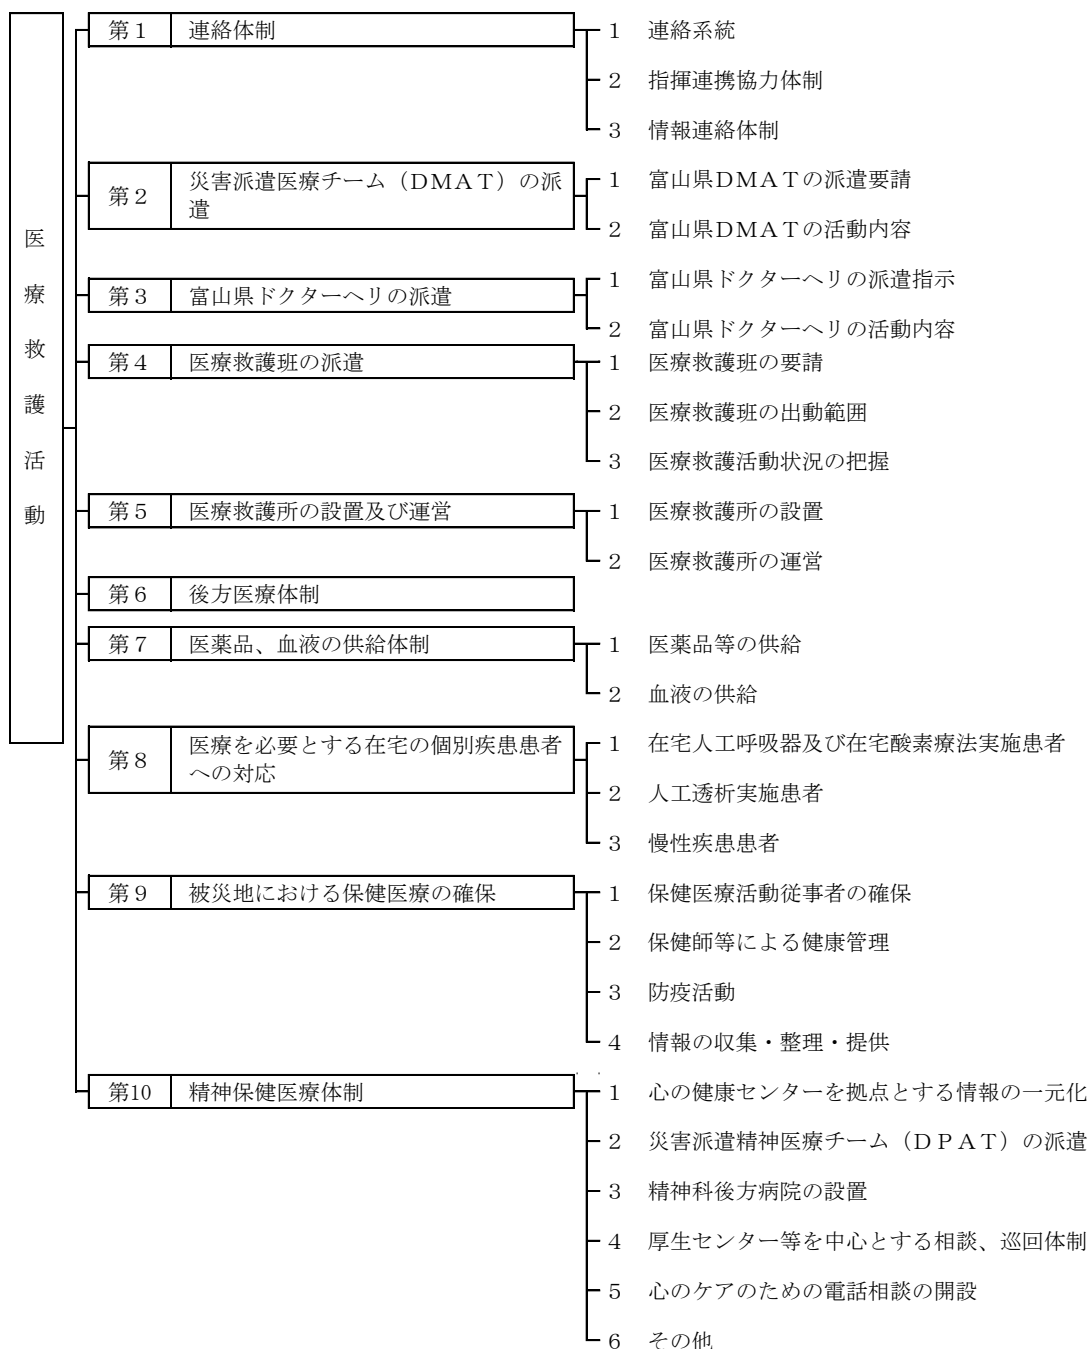 医療救護活動
第１ 連絡体制
１ 連絡系統
２ 指揮連携協力体制
３ 情報連絡体制
第２ 災害派遣医療チーム（ＤＭＡＴ）の派
遣
１ 富山県DＭＡＴの派遣要請
２ 富山県DＭＡＴの活動内容
第３ 富山県ドクターヘリの派遣
１ 富山県ドクターヘリの派遣指示
２ 富山県ドクターヘリの活動内容
第４ 医療救護班の派遣
１ 医療救護班の要請
２ 医療救護班の出動範囲
３ 医療救護活動状況の把握
第５ 医療救護所の設置及び運営
１ 医療救護所の設置
２ 医療救護所の運営
第６ 後方医療体制
第７ 医薬品、血液の供給体制
１ 医薬品等の供給
２ 血液の供給
第８ 医療を必要とする在宅の個別疾患患者
への対応
１ 在宅人工呼吸器及び在宅酸素療法実施患者
２ 人工透析実施患者
３ 慢性疾患患者
第９ 被災地における保健医療の確保
１ 保健医療活動従事者の確保
２ 保健師等による健康管理
３ 防疫活動
４ 情報の収集・整理・提供
第10 精神保健医療体制
１ 心の健康センターを拠点とする情報の一元化
２ 災害派遣精神医療チーム（ＤＰＡＴ）の派遣
３ 精神科後方病院の設置
４ 厚生センター等を中心とする相談、巡回体制
５ 心のケアのための電話相談の開設
６ その他